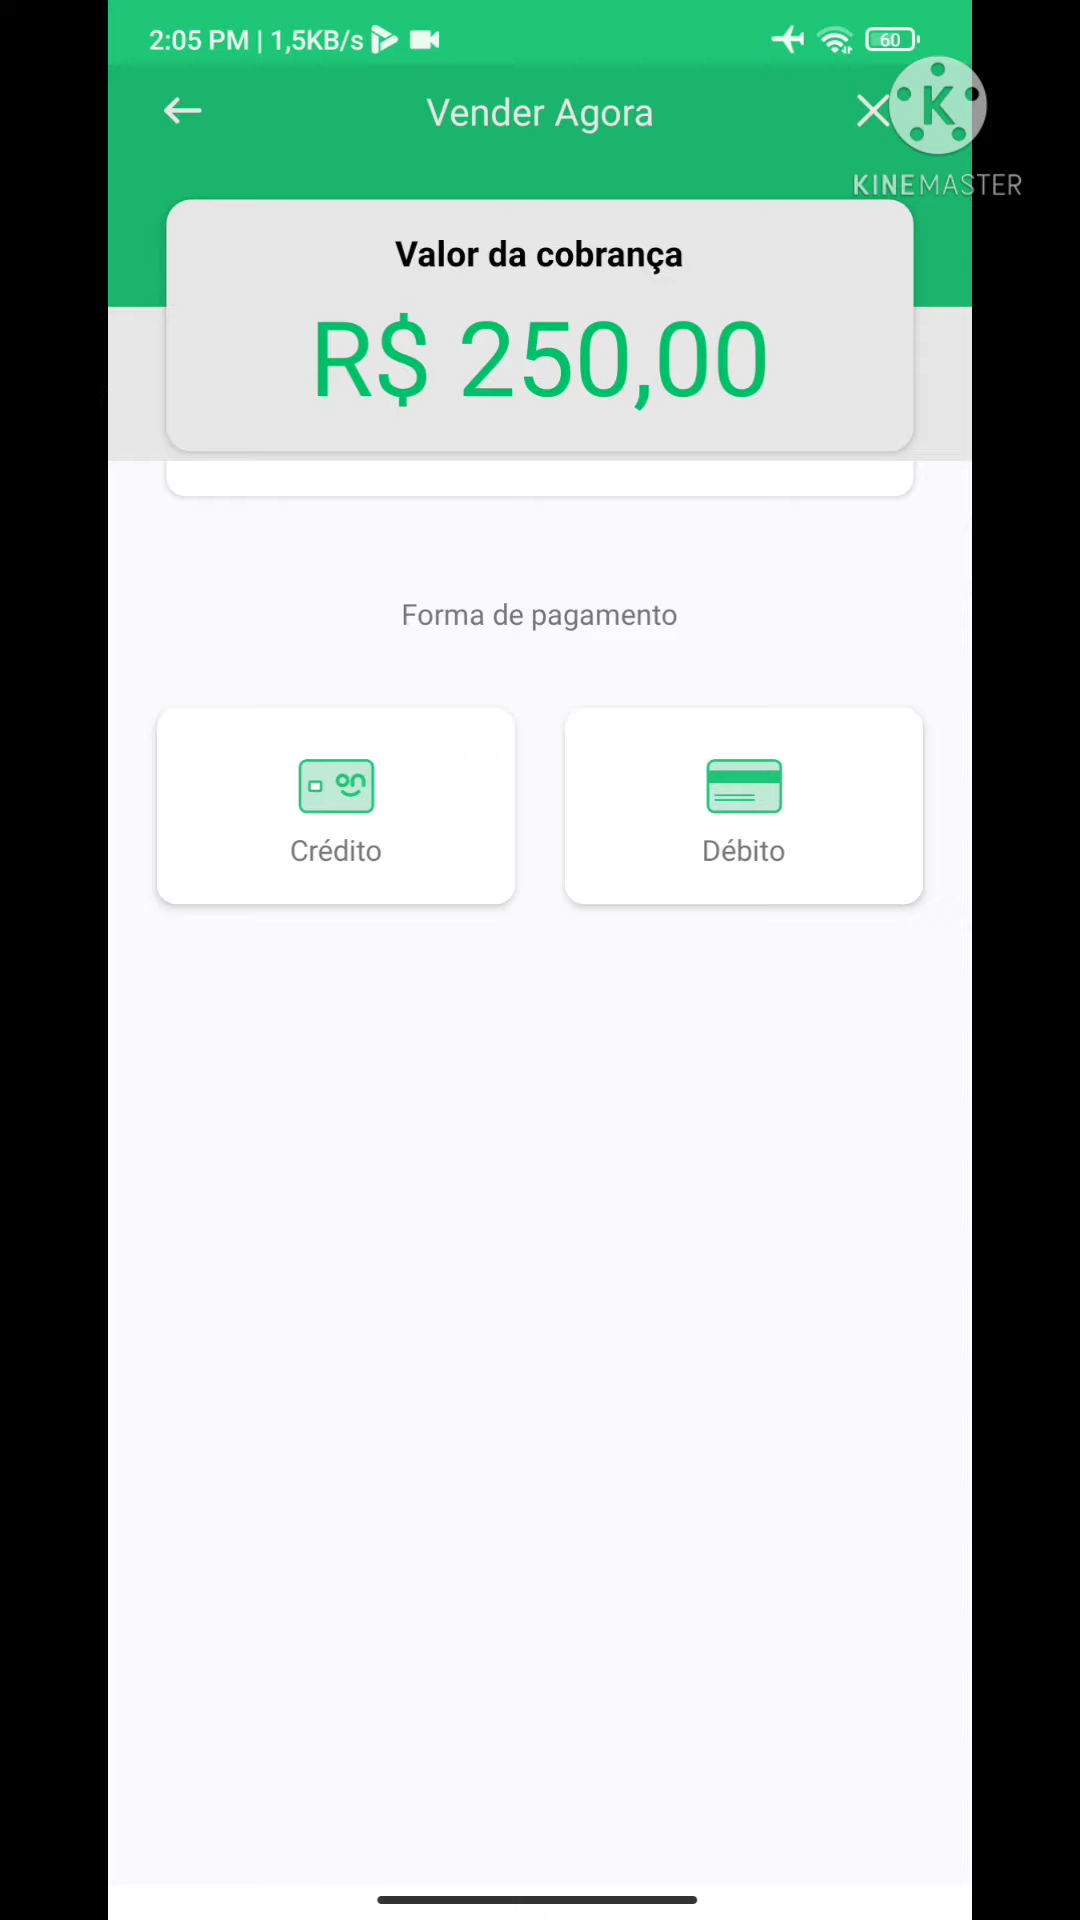 2:05 PM | 1,5KB/s 60
Vender Agora
K
KINEMASTER
Valor da cobrança
R$ 250,00
Forma de pagamento
on
Crédito
Débito